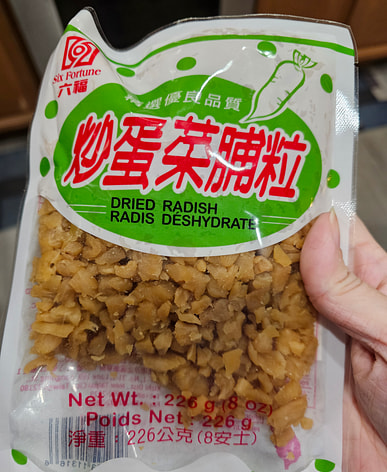 Six Fortune
六福
精選優良品質
炒蛋菜脯粒
DRIED RADISH
RADIS DÉSHYDRATÉ
Net Wt. : 226 g (8 oz)
Poids Net : 226 g
淨重：226公克(8安士)